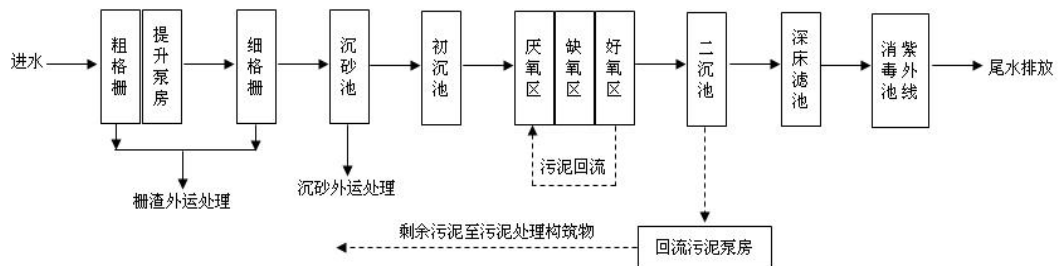 进水
粗格栅
提升泵房
细格栅
沉砂池
初沉池
厌氧区
缺氧区
好氧区
二沉池
深床滤池
紫外线
消毒池
尾水排放
污泥回流
栅渣外运处理
沉砂外运处理
剩余污泥至污泥处理构筑物
回流污泥泵房